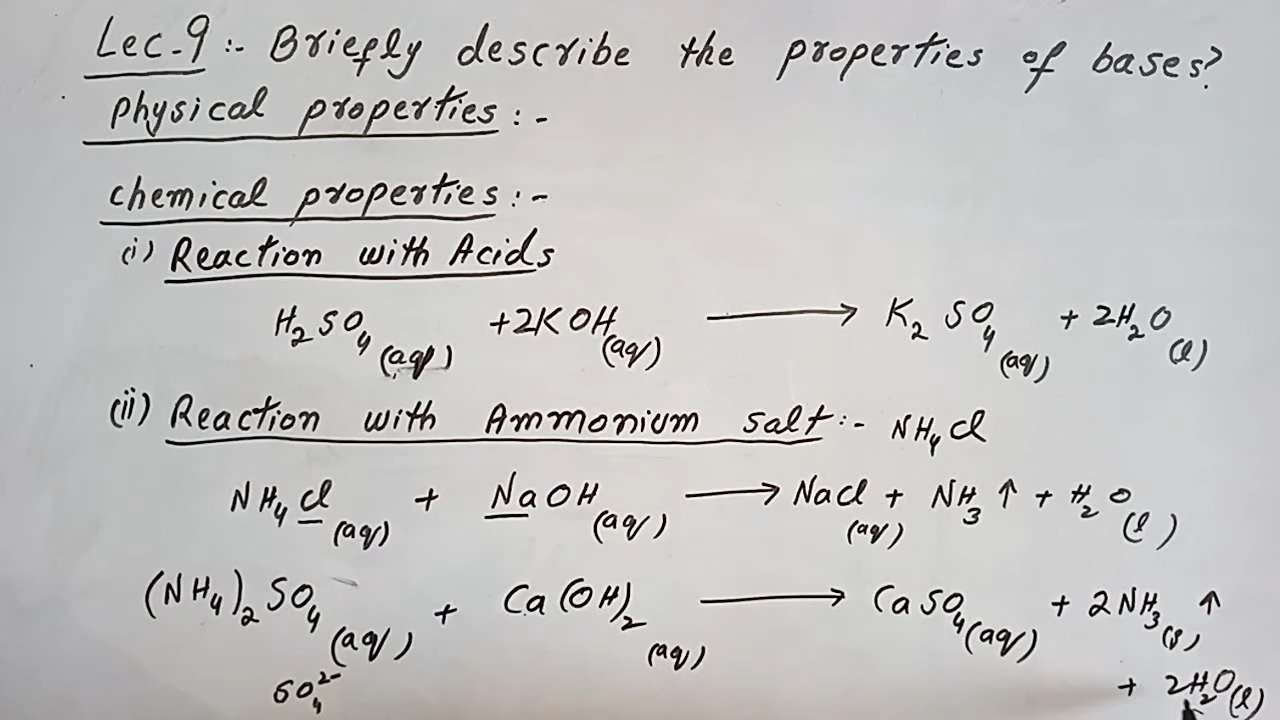 Lec-9:- Briefly describe the properties of bases?
Physical properties:-
chemical properties:-
(i) Reaction with Acids
H₂SO₄(aq) + 2KOH(aq) ⟶ K₂SO₄(aq) + 2H₂O(l)
(ii) Reaction with Ammonium salt:- NH₄Cl
NH₄Cl(aq) + NaOH(aq) ⟶ NaCl(aq) + NH₃↑ + H₂O(l)
(NH₄)₂SO₄(aq) + Ca(OH)₂(aq) ⟶ CaSO₄(aq) + 2NH₃(g)↑
SO₄²⁻ + 2H₂O(l)